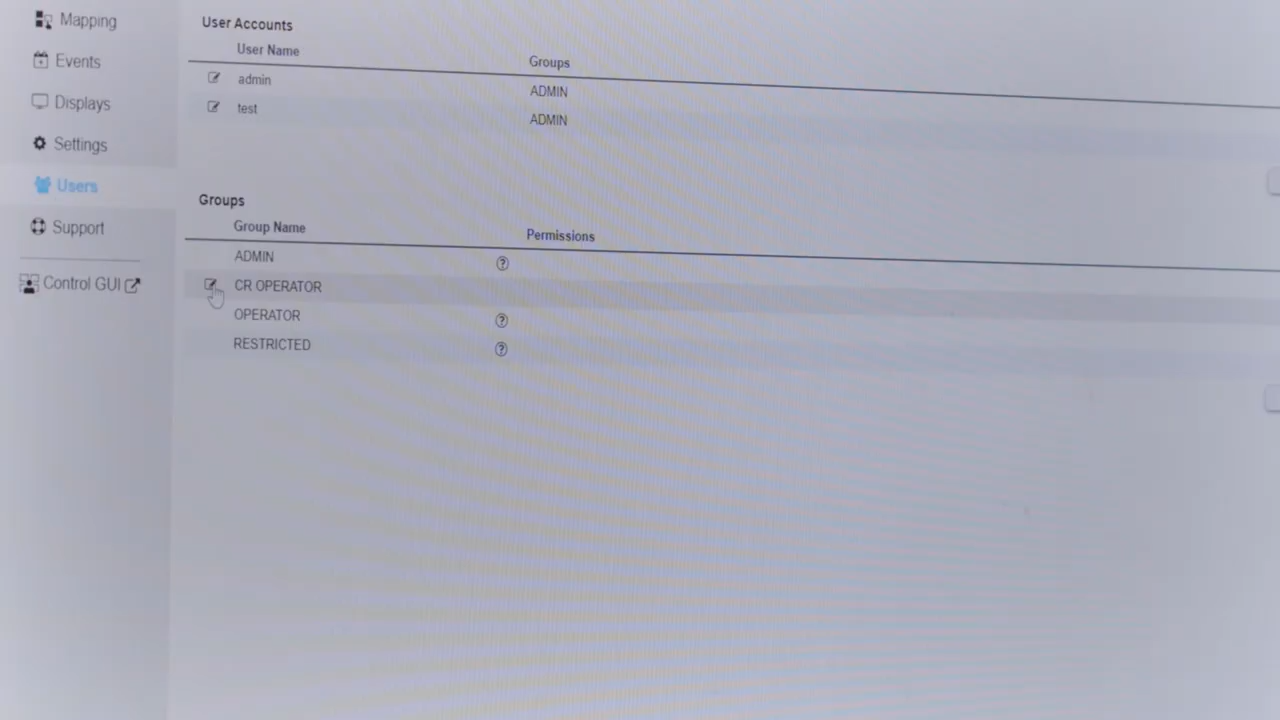 Mapping
Events
Displays
Settings
Users
Support
Control GUI
User Accounts
User Name Groups
admin ADMIN
test ADMIN
Groups
Group Name Permissions
ADMIN
CR OPERATOR
OPERATOR
RESTRICTED